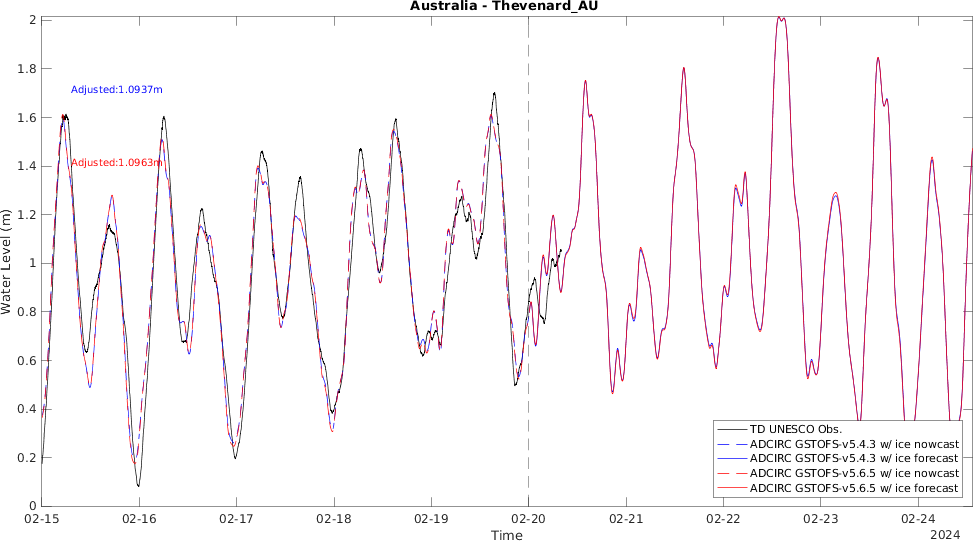 Australia - Thevenard_AU
2
1.8
1.6
1.4
1.2
1
0.8
0.6
0.4
0.2
0
Water Level (m)
Adjusted:1.0937m
Adjusted:1.0963m
TD UNESCO Obs.
ADCIRC GSTOFS-v5.4.3 w/ ice nowcast
ADCIRC GSTOFS-v5.4.3 w/ ice forecast
ADCIRC GSTOFS-v5.6.5 w/ ice nowcast
ADCIRC GSTOFS-v5.6.5 w/ ice forecast
02-15 02-16 02-17 02-18 02-19 02-20 02-21 02-22 02-23 02-24
Time
2024